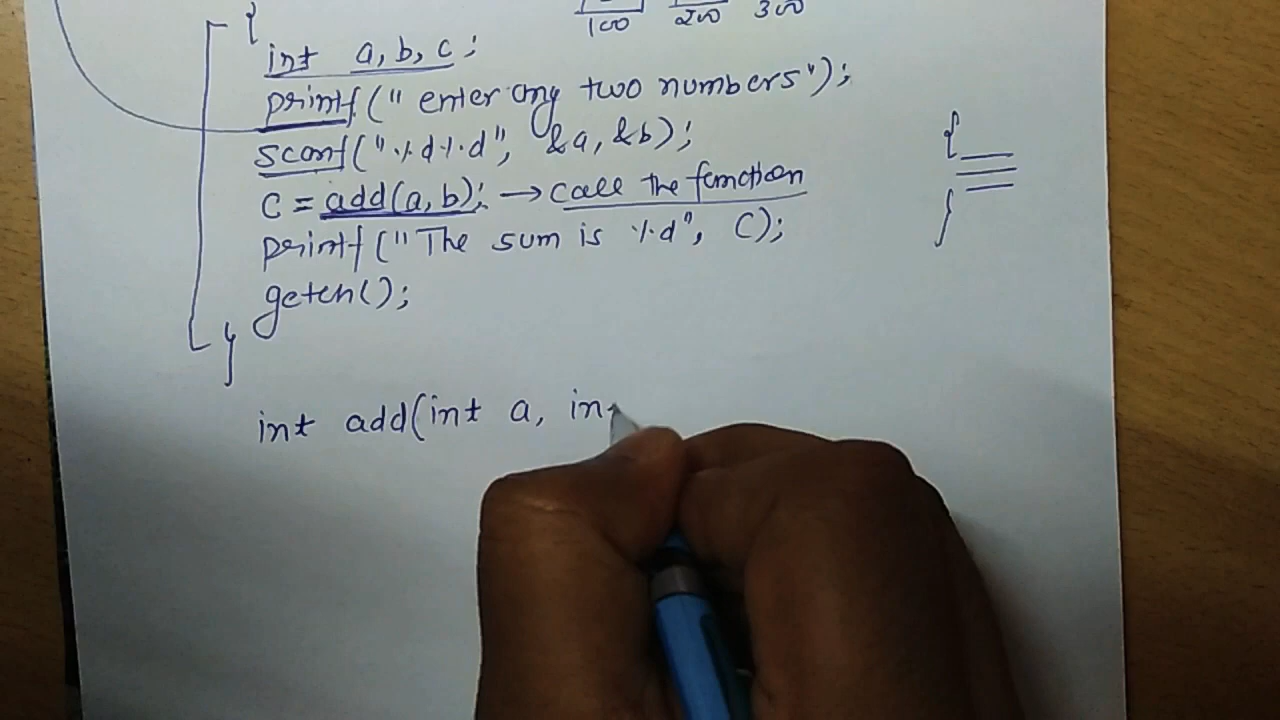 100 200 300
{
int a, b, c ;
printf(" enter any two numbers");
scanf("%d%d", &a, &b);
c = add(a, b); → call the function
printf("The sum is %d", c);
getch();
}
{
}
int add(int a, in